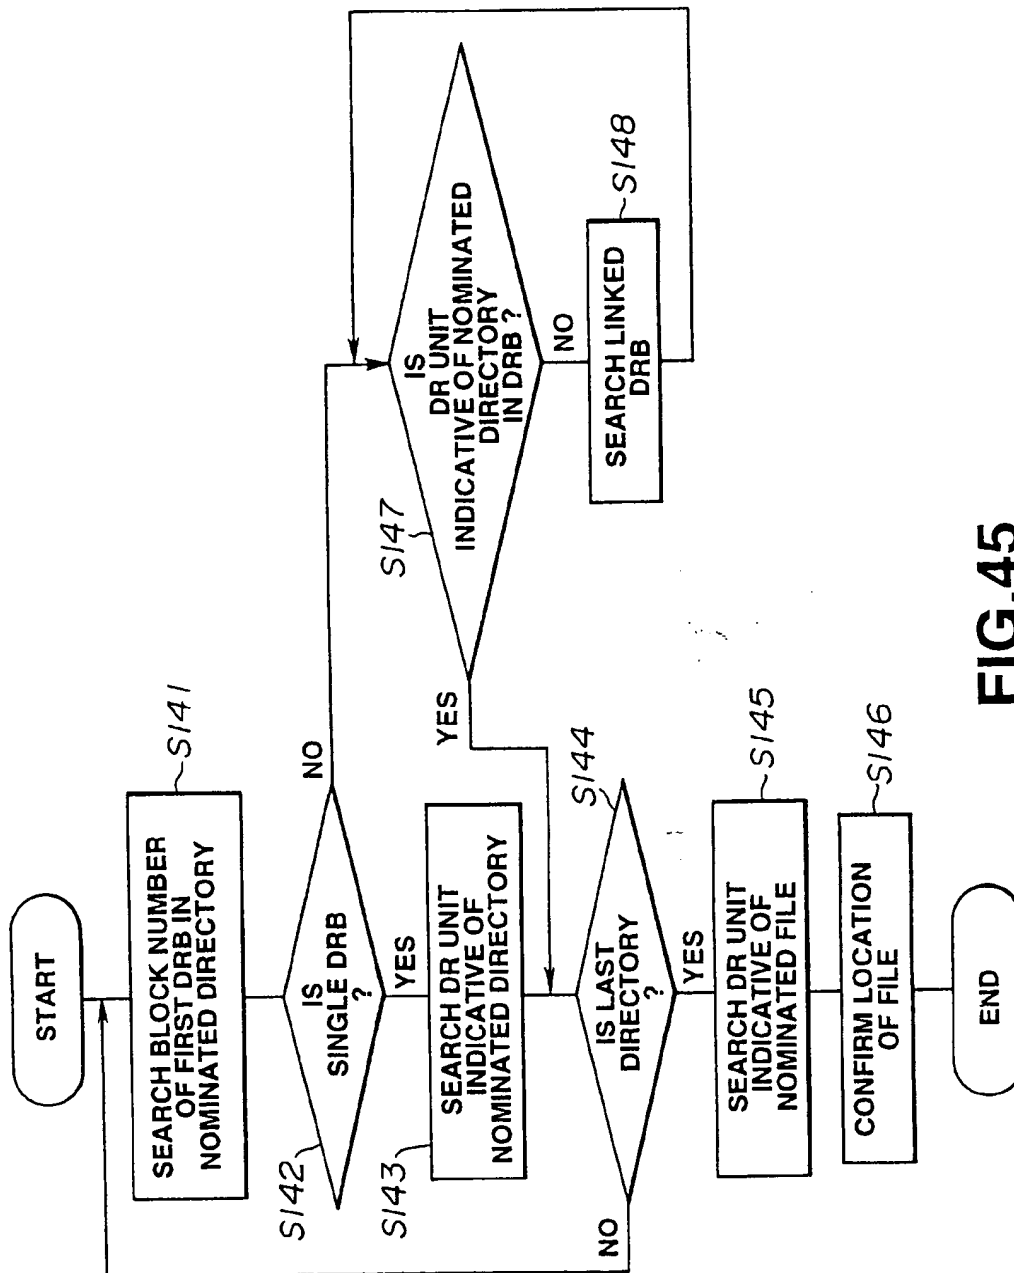 START
SEARCH BLOCK NUMBER
OF FIRST DRB IN
NOMINATED DIRECTORY
S141
IS
SINGLE DRB
?
S142
NO
YES
SEARCH DR UNIT
INDICATIVE OF
NOMINATED DIRECTORY
S143
IS LAST
DIRECTORY
?
S144
NO
YES
SEARCH DR UNIT
INDICATIVE OF
NOMINATED FILE
S145
CONFIRM LOCATION
OF FILE
S146
END
IS
DR UNIT
INDICATIVE OF NOMINATED
DIRECTORY
IN DRB ?
S147
YES
NO
SEARCH LINKED
DRB
S148
FIG.45